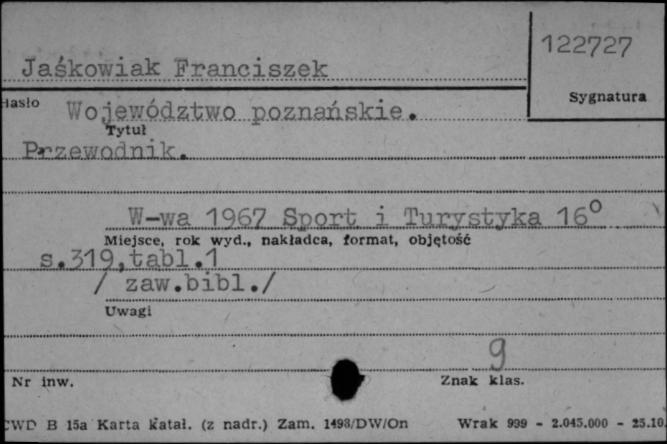 122727
Jaśkowiak Franciszek
Sygnatura
Hasło
Województwo poznańskie.
Tytuł
Przewodnik.
W-wa 1967 Sport i Turystyka 16°
Miejsce, rok wyd., nakładca, format, objętość
s.319,tabl.1
/ zaw.bibl./
Uwagi
9
Nr inw.
Znak klas.
CWD B 15a Karta katal. (z nadr.) Zam. 1498/DW/On Wrak 999 - 2.045.000 - 25.10